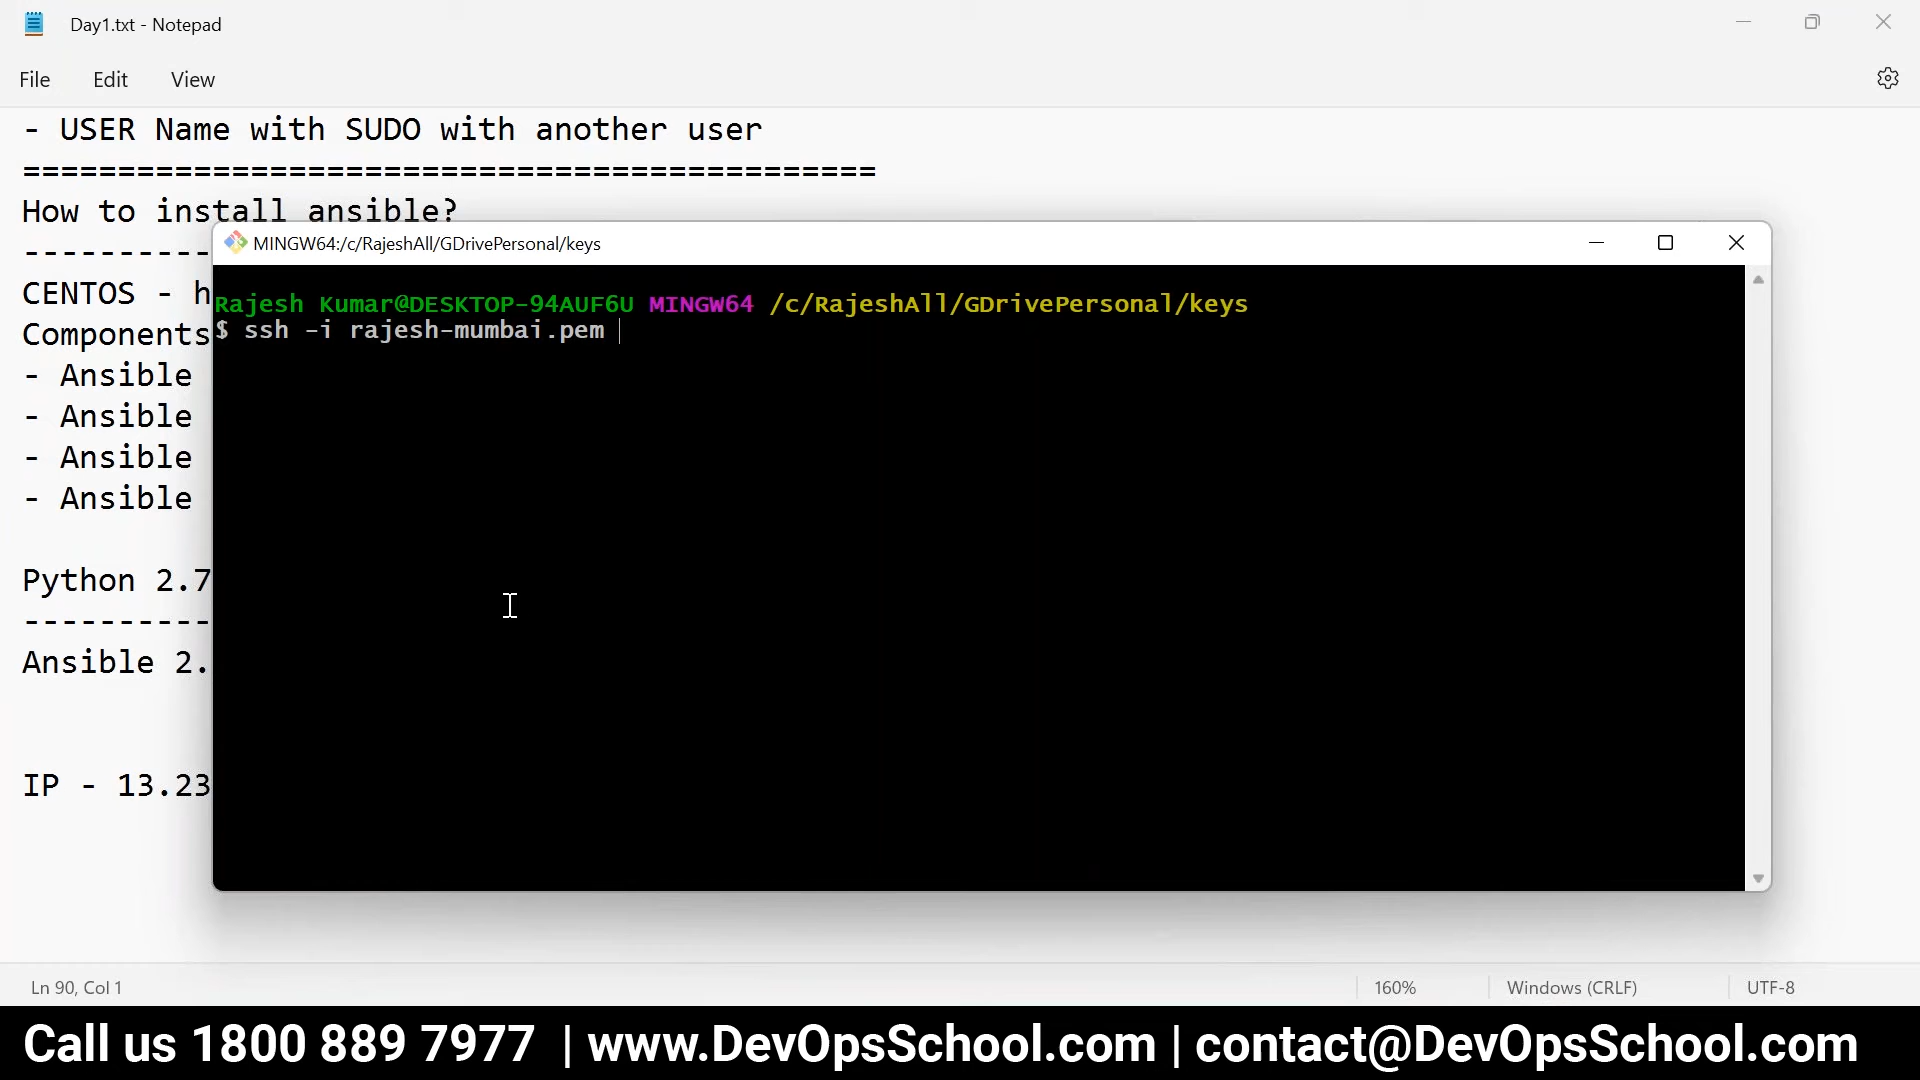 Day1.txt - Notepad
File Edit View
- USER Name with SUDO with another user
=============================================
How to install ansible?
----------
CENTOS - h
Components
- Ansible
- Ansible
- Ansible
- Ansible
Python 2.7
----------
Ansible 2.
IP - 13.23
MINGW64:/c/RajeshAll/GDrivePersonal/keys
Rajesh Kumar@DESKTOP-94AUF6U MINGW64 /c/RajeshAll/GDrivePersonal/keys
$ ssh -i rajesh-mumbai.pem
Ln 90, Col 1 160% Windows (CRLF) UTF-8
Call us 1800 889 7977 | www.DevOpsSchool.com | contact@DevOpsSchool.com